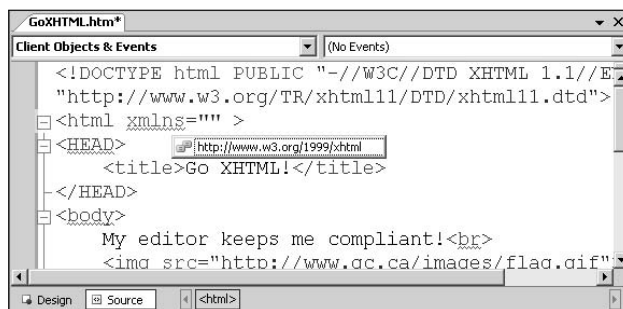 GoXHTML.htm*
Client Objects & Events (No Events)
<!DOCTYPE html PUBLIC "-//W3C//DTD XHTML 1.1//E
"http://www.w3.org/TR/xhtml11/DTD/xhtml11.dtd">
<html xmlns="" >
<HEAD>
http://www.w3.org/1999/xhtml
<title>Go XHTML!</title>
</HEAD>
<body>
My editor keeps me compliant!<br>
<img src="http://www.gc.ca/images/flag.gif"
Design Source <html>